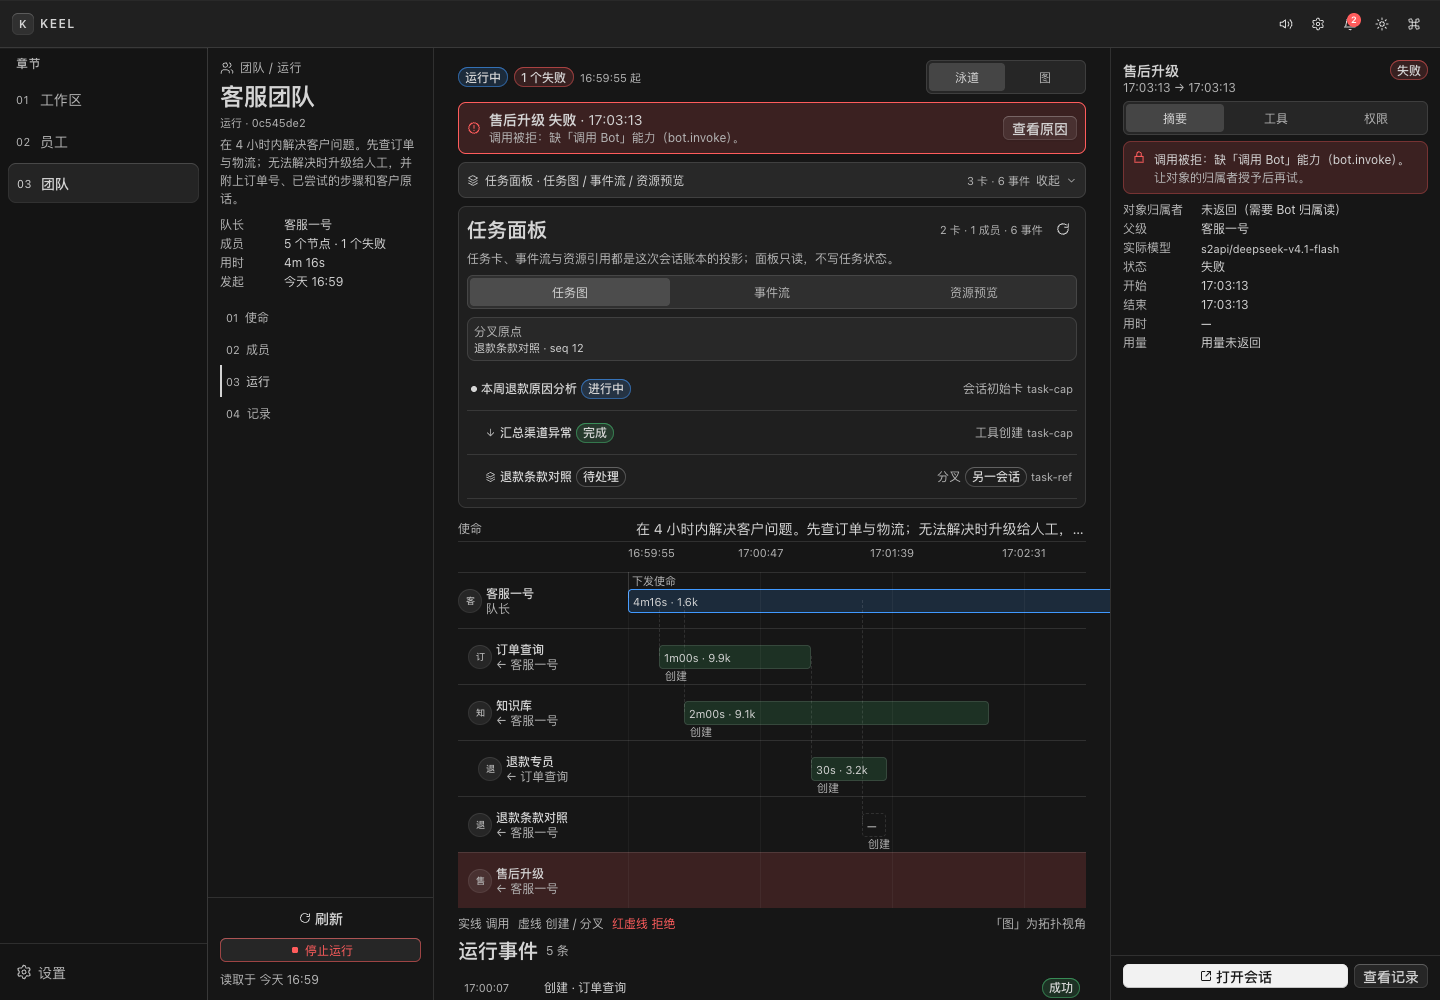 K KEEL
2
章节
01 工作区
02 员工
03 团队
设置
团队 / 运行
客服团队
运行 · 0c545de2
在 4 小时内解决客户问题。先查订单
与物流；无法解决时升级给人工，并
附上订单号、已尝试的步骤和客户原
话。
队长 客服一号
成员 5 个节点 · 1 个失败
用时 4m 16s
发起 今天 16:59
01 使命
02 成员
03 运行
04 记录
刷新
停止运行
读取于 今天 16:59
运行中 1 个失败 16:59:55 起
泳道 图
售后升级 失败 · 17:03:13
调用被拒：缺「调用 Bot」能力（bot.invoke）。
查看原因
任务面板 · 任务图 / 事件流 / 资源预览 3 卡 · 6 事件 收起
任务面板 2 卡 · 1 成员 · 6 事件
任务卡、事件流与资源引用都是这次会话账本的投影；面板只读，不写任务状态。
任务图 事件流 资源预览
分叉原点
退款条款对照 · seq 12
本周退款原因分析 进行中 会话初始卡 task-cap
汇总渠道异常 完成 工具创建 task-cap
退款条款对照 待处理 分叉 另一会话 task-ref
使命 在 4 小时内解决客户问题。先查订单与物流；无法解决时升级给人工，...
16:59:55 17:00:47 17:01:39 17:02:31
下发使命
客 客服一号
队长
4m16s · 1.6k
订 订单查询
← 客服一号
1m00s · 9.9k
创建
知 知识库
← 客服一号
2m00s · 9.1k
创建
退 退款专员
← 订单查询
30s · 3.2k
创建
退 退款条款对照
← 客服一号
—
创建
售 售后升级
← 客服一号
实线 调用 虚线 创建 / 分叉 红虚线 拒绝 「图」为拓扑视角
运行事件 5 条
17:00:07 创建 · 订单查询 成功
售后升级 失败
17:03:13 → 17:03:13
摘要 工具 权限
调用被拒：缺「调用 Bot」能力（bot.invoke）。
让对象的归属者授予后再试。
对象归属者 未返回（需要 Bot 归属读）
父级 客服一号
实际模型 s2api/deepseek-v4.1-flash
状态 失败
开始 17:03:13
结束 17:03:13
用时 —
用量 用量未返回
打开会话 查看记录